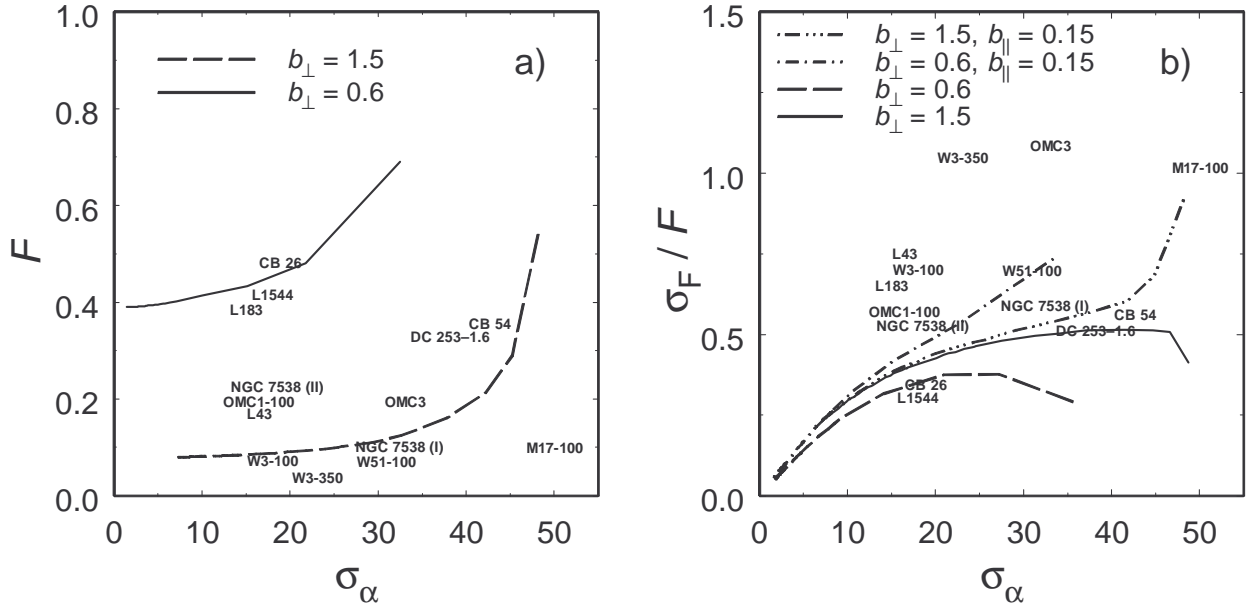 a)
b⊥ = 1.5
b⊥ = 0.6
F
1.0
0.8
0.6
0.4
0.2
0.0
CB 26
L1544
L183
CB 54
DC 253–1.6
NGC 7538 (II)
OMC1-100
OMC3
L43
NGC 7538 (I)
M17-100
W3-100
W51-100
W3-350
0 10 20 30 40 50
σα
b)
b⊥ = 1.5, b∥ = 0.15
b⊥ = 0.6, b∥ = 0.15
b⊥ = 0.6
b⊥ = 1.5
σF / F
1.5
1.0
0.5
0.0
OMC3
W3-350
M17-100
L43
W3-100
W51-100
L183
NGC 7538 (I)
OMC1-100
CB 54
NGC 7538 (II)
DC 253–1.6
CB 26
L1544
0 10 20 30 40 50
σα